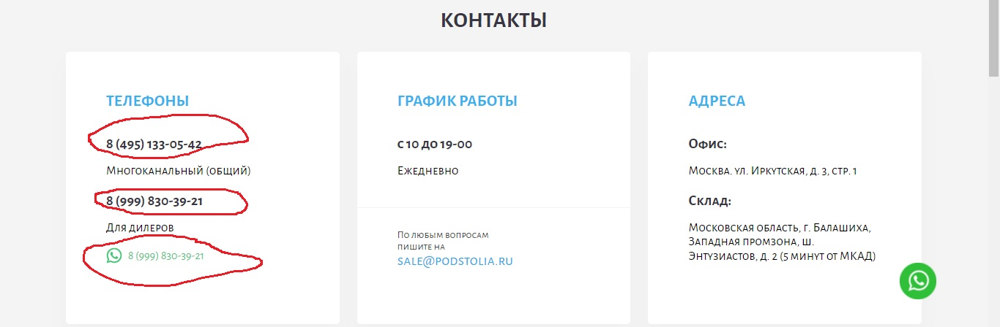 КОНТАКТЫ
ТЕЛЕФОНЫ
8 (495) 133-05-42
Многоканальный (общий)
8 (999) 830-39-21
Для дилеров
8 (999) 830-39-21
ГРАФИК РАБОТЫ
с 10 до 19-00
Ежедневно
По любым вопросам
пишите на
SALE@PODSTOLIA.RU
АДРЕСА
Офис:
Москва. ул. Иркутская, д. 3, стр. 1
Склад:
Московская область, г. Балашиха,
Западная промзона, ш.
Энтузиастов, д. 2 (5 минут от МКАД)